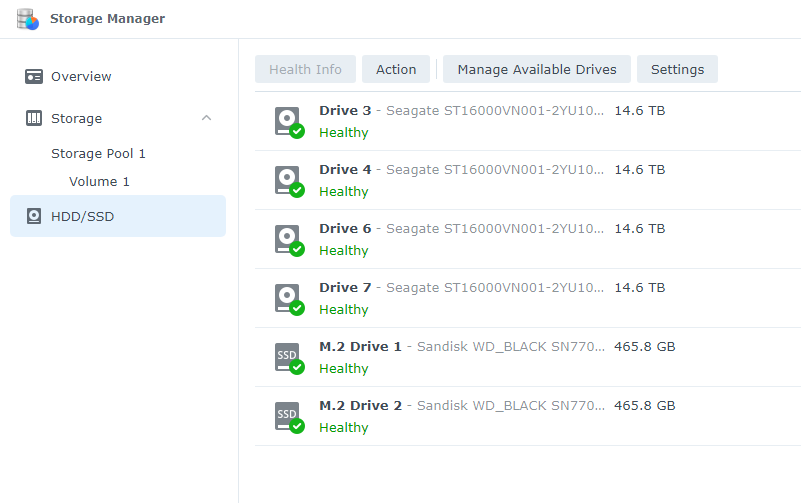 Storage Manager
Overview
Storage
Storage Pool 1
Volume 1
HDD/SSD
Health Info Action Manage Available Drives Settings
Drive 3 - Seagate ST16000VN001-2YU10... 14.6 TB
Healthy
Drive 4 - Seagate ST16000VN001-2YU10... 14.6 TB
Healthy
Drive 6 - Seagate ST16000VN001-2YU10... 14.6 TB
Healthy
Drive 7 - Seagate ST16000VN001-2YU10... 14.6 TB
Healthy
SSD M.2 Drive 1 - Sandisk WD_BLACK SN770... 465.8 GB
Healthy
SSD M.2 Drive 2 - Sandisk WD_BLACK SN770... 465.8 GB
Healthy